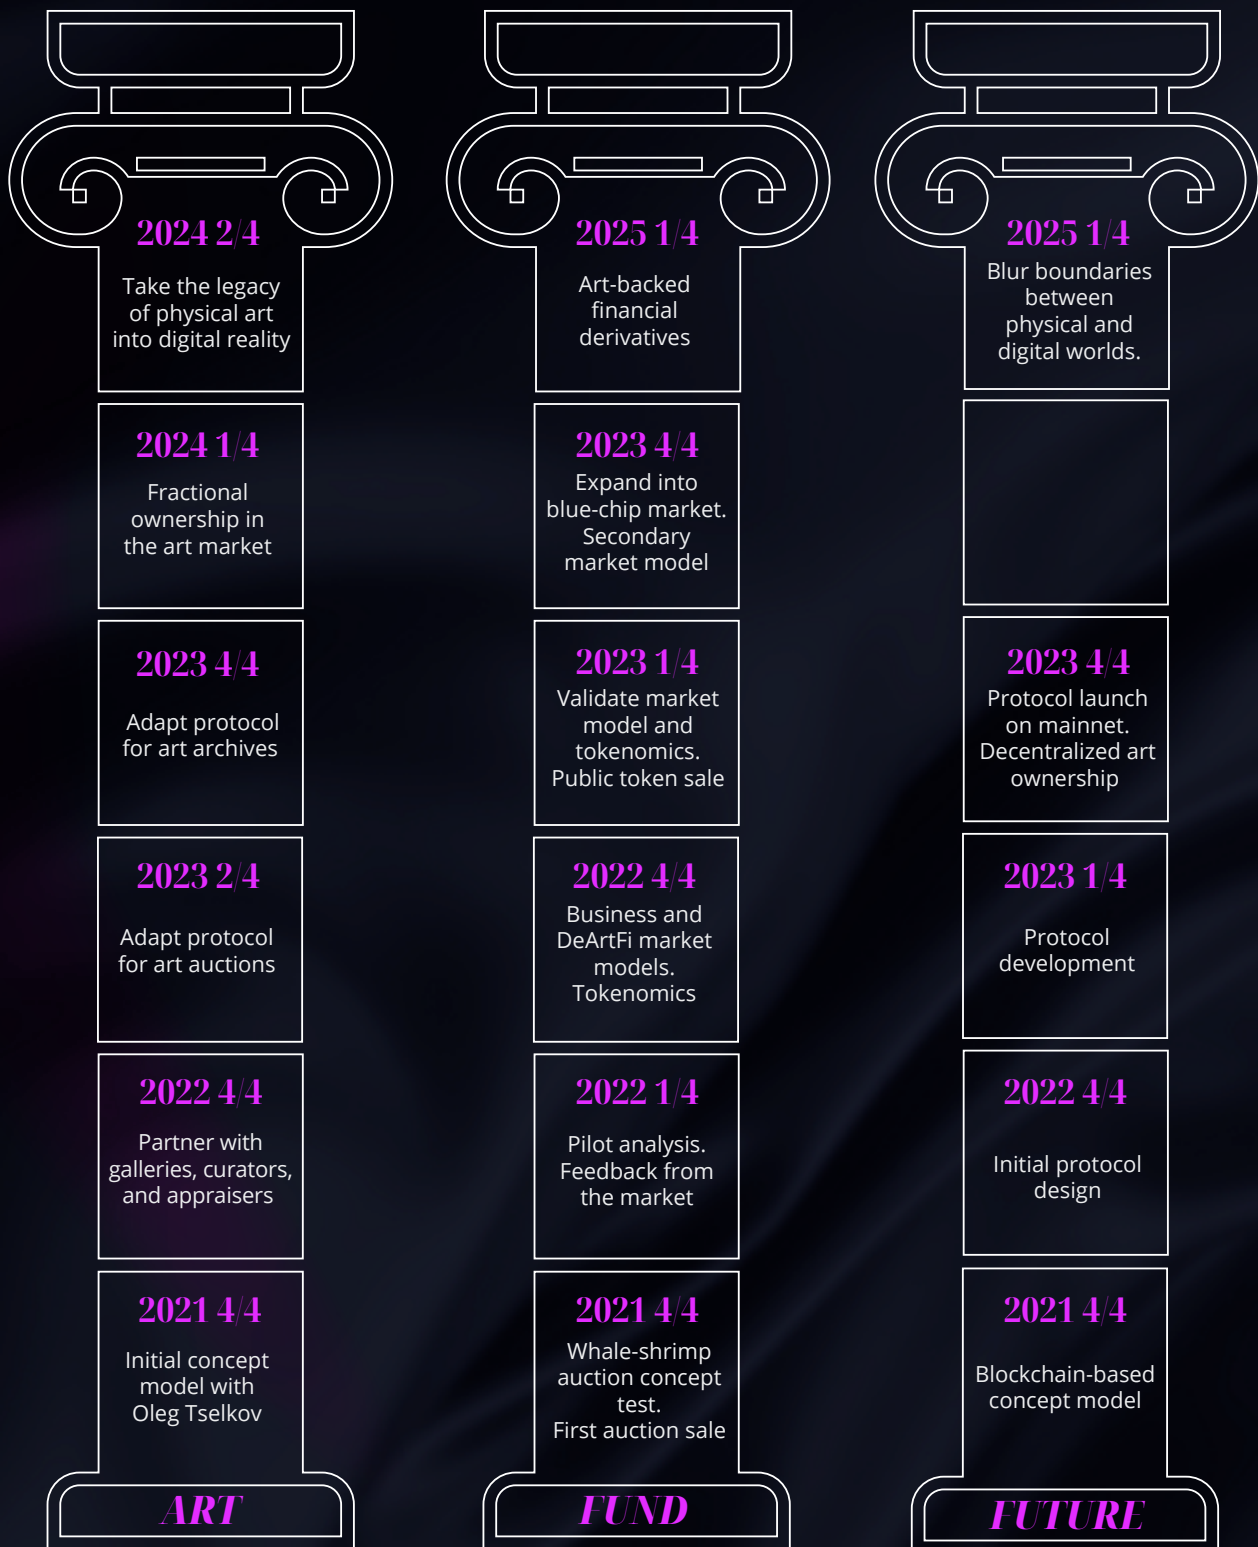 2024 2/4
Take the legacy
of physical art
into digital reality
2024 1/4
Fractional
ownership in
the art market
2023 4/4
Adapt protocol
for art archives
2023 2/4
Adapt protocol
for art auctions
2022 4/4
Partner with
galleries, curators,
and appraisers
2021 4/4
Initial concept
model with
Oleg Tselkov
ART
2025 1/4
Art-backed
financial
derivatives
2023 4/4
Expand into
blue-chip market.
Secondary
market model
2023 1/4
Validate market
model and
tokenomics.
Public token sale
2022 4/4
Business and
DeArtFi market
models.
Tokenomics
2022 1/4
Pilot analysis.
Feedback from
the market
2021 4/4
Whale-shrimp
auction concept
test.
First auction sale
FUND
2025 1/4
Blur boundaries
between
physical and
digital worlds.
2023 4/4
Protocol launch
on mainnet.
Decentralized art
ownership
2023 1/4
Protocol
development
2022 4/4
Initial protocol
design
2021 4/4
Blockchain-based
concept model
FUTURE